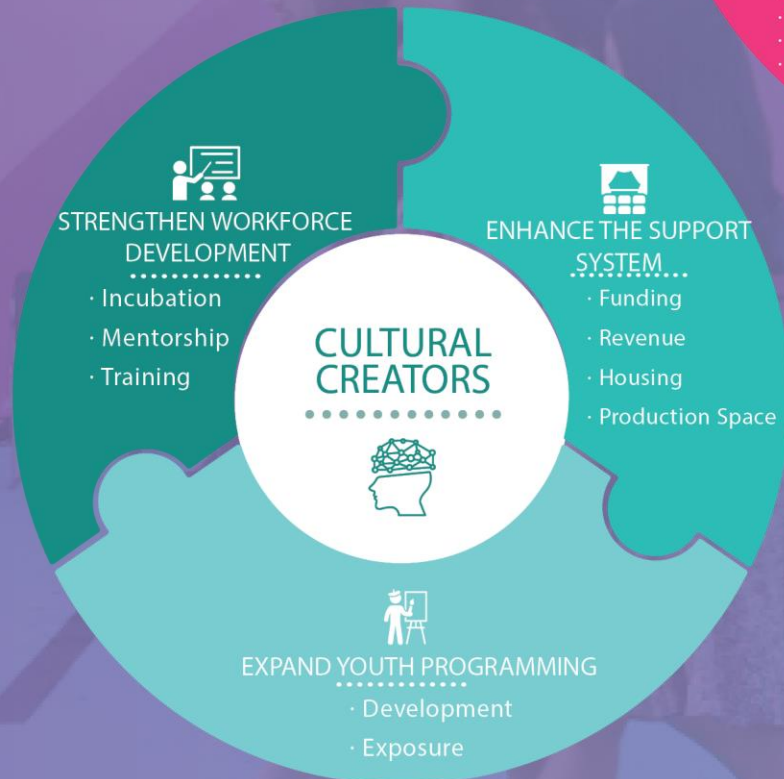 STRENGTHEN WORKFORCE
DEVELOPMENT
· Incubation
· Mentorship
· Training
ENHANCE THE SUPPORT
SYSTEM
· Funding
· Revenue
· Housing
· Production Space
CULTURAL
CREATORS
EXPAND YOUTH PROGRAMMING
· Development
· Exposure